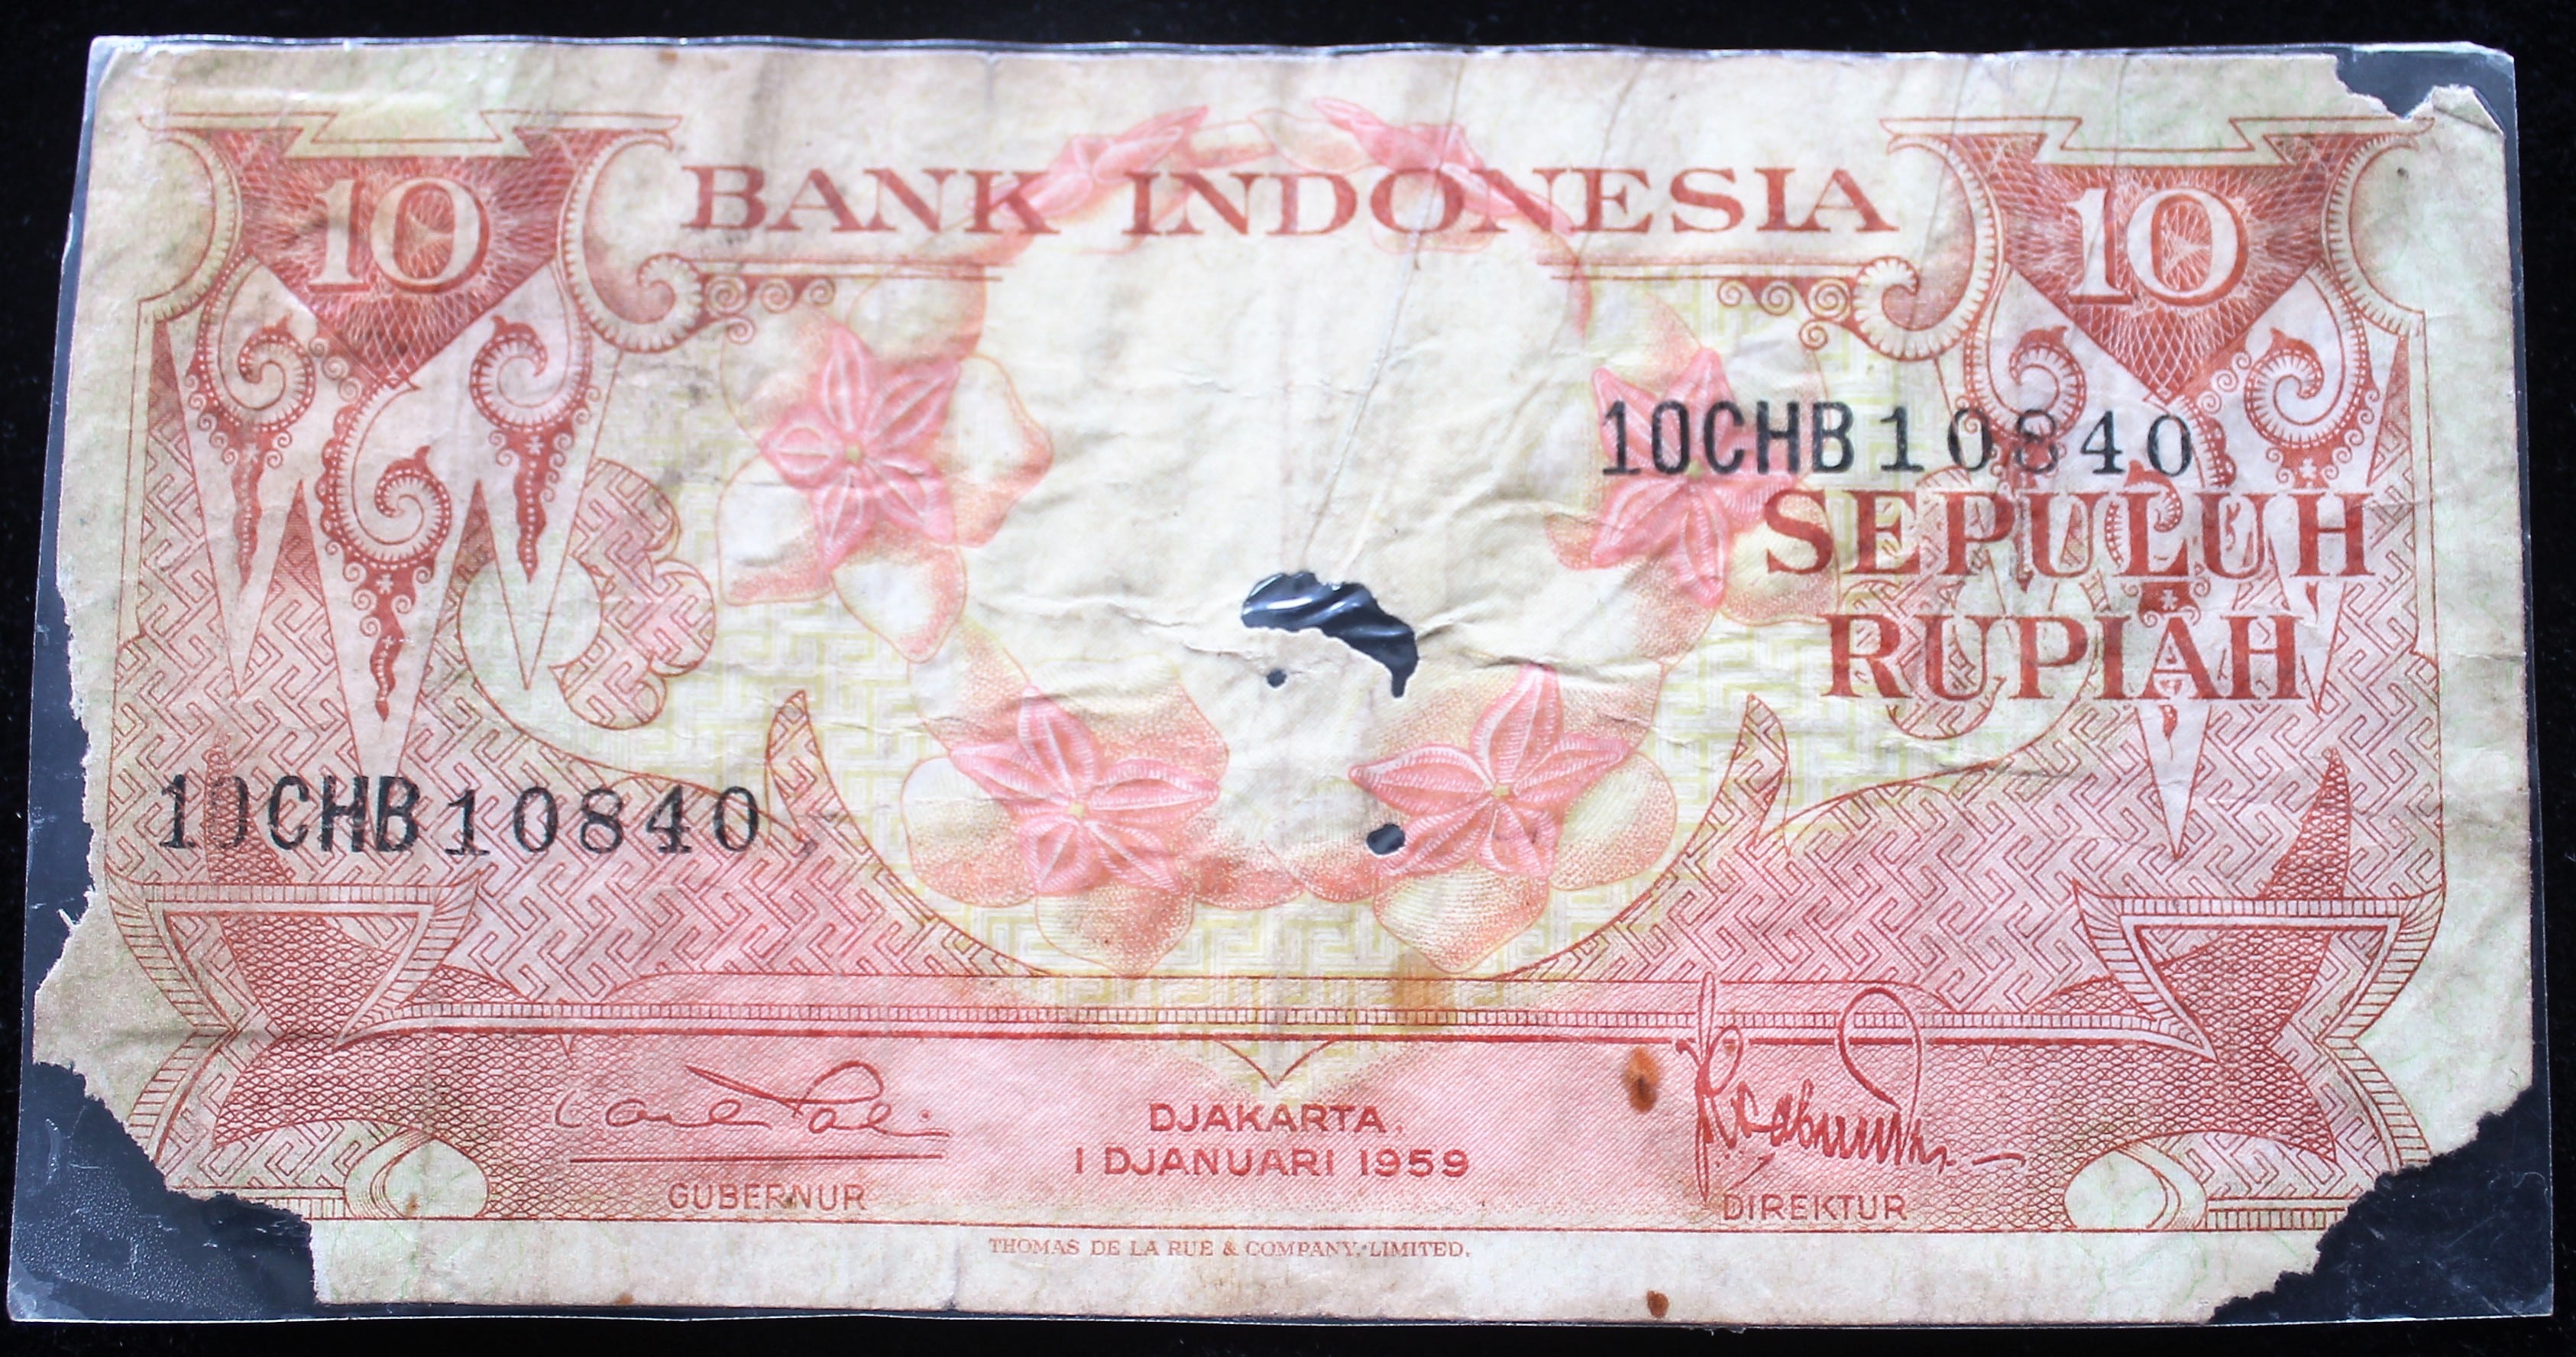 10
BANK INDONESIA
10
10CHB10840
SEPULUH
RUPIAH
10CHB10840
DJAKARTA,
1 DJANUARI 1959
GUBERNUR
DIREKTUR
THOMAS DE LA RUE & COMPANY, LIMITED.